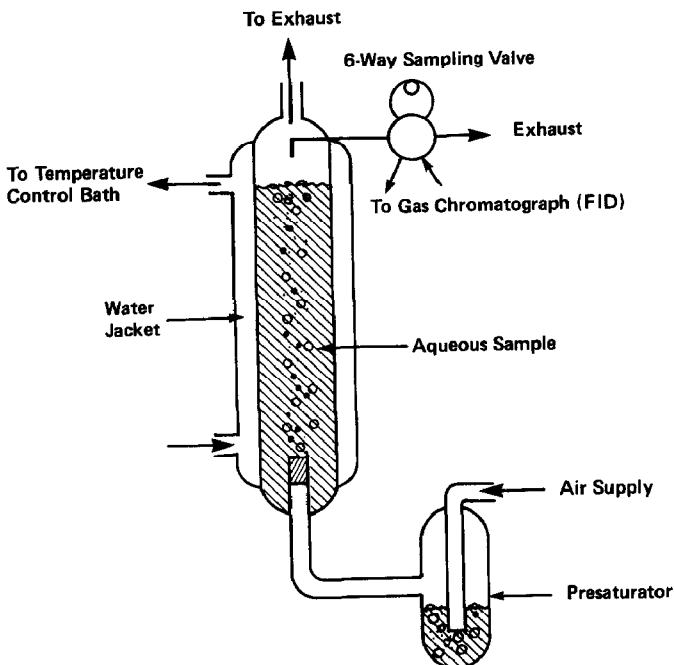 To Exhaust
6-Way Sampling Valve
Exhaust
To Temperature
Control Bath
To Gas Chromatograph (FID)
Water
Jacket
Aqueous Sample
Air Supply
Presaturator